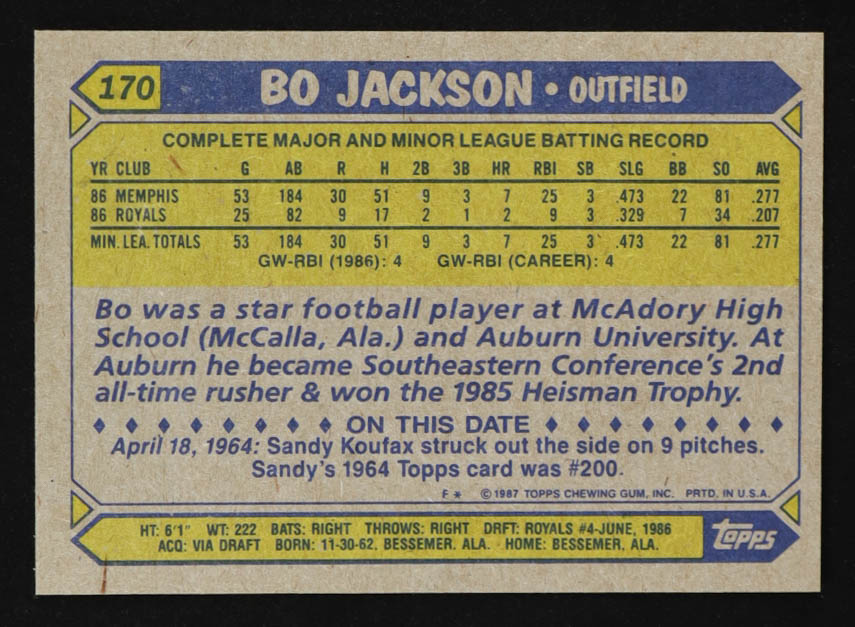 170 BO JACKSON • OUTFIELD
COMPLETE MAJOR AND MINOR LEAGUE BATTING RECORD
YR CLUB G AB R H 2B 3B HR RBI SB SLG BB SO AVG
86 MEMPHIS 53 184 30 51 9 3 7 25 3 .473 22 81 .277
86 ROYALS 25 82 9 17 2 1 2 9 3 .329 7 34 .207
MIN. LEA. TOTALS 53 184 30 51 9 3 7 25 3 .473 22 81 .277
GW-RBI (1986): 4 GW-RBI (CAREER): 4
Bo was a star football player at McAdory High
School (McCalla, Ala.) and Auburn University. At
Auburn he became Southeastern Conference's 2nd
all-time rusher & won the 1985 Heisman Trophy.
♦ ♦ ♦ ♦ ♦ ♦ ♦ ♦ ON THIS DATE ♦ ♦ ♦ ♦ ♦ ♦ ♦ ♦
April 18, 1964: Sandy Koufax struck out the side on 9 pitches.
Sandy's 1964 Topps card was #200.
F * ©1987 TOPPS CHEWING GUM, INC. PRTD. IN U.S.A.
HT: 6'1" WT: 222 BATS: RIGHT THROWS: RIGHT DRFT: ROYALS #4-JUNE, 1986
ACQ: VIA DRAFT BORN: 11-30-62, BESSEMER, ALA. HOME: BESSEMER, ALA.
Topps